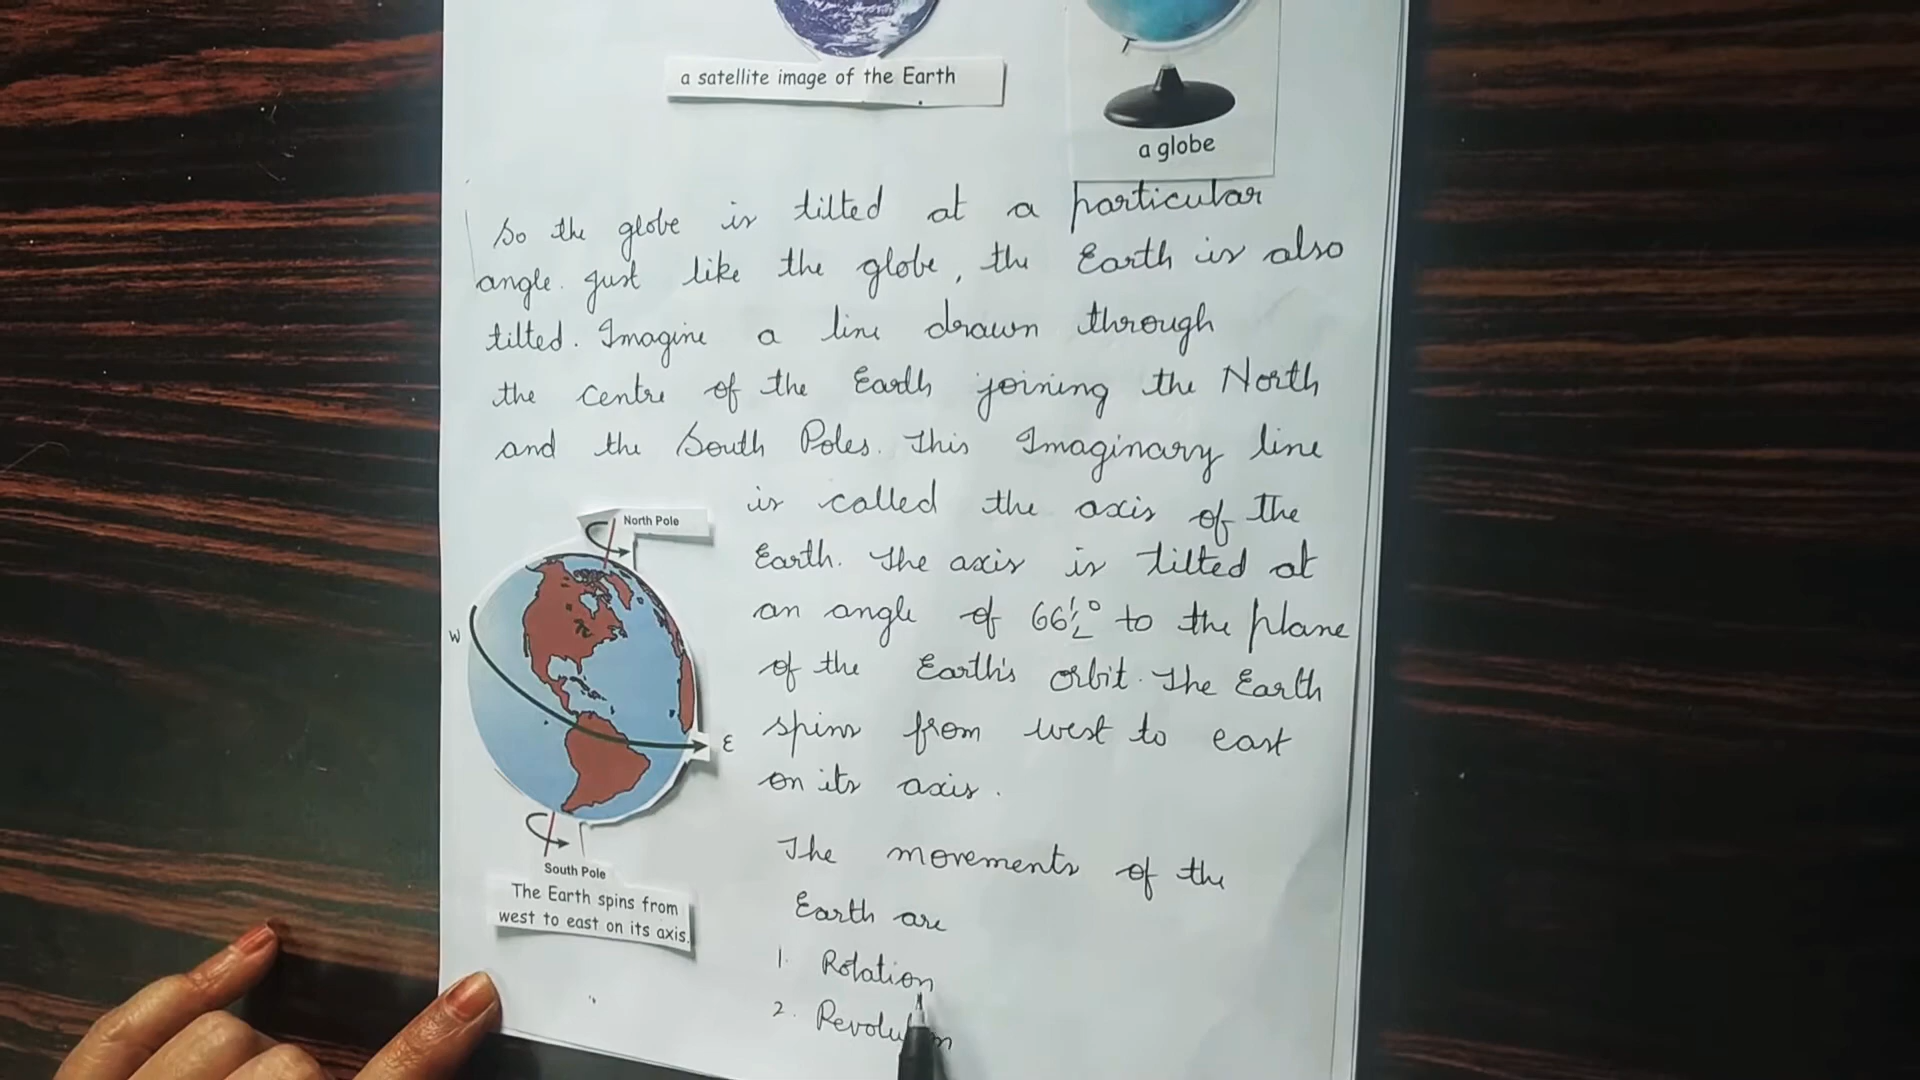 a satellite image of the Earth
a globe
So the globe is tilted at a particular
angle. Just like the globe, the Earth is also
tilted. Imagine a line drawn through
the centre of the Earth joining the North
and the South Poles. This Imaginary line
is called the axis of the
Earth. The axis is tilted at
an angle of 66 1/2° to the plane
of the Earth's orbit. The Earth
spins from west to east
on its axis.
North Pole
W
E
South Pole
The Earth spins from
west to east on its axis.
The movements of the
Earth are
1. Rotation
2. Revolution